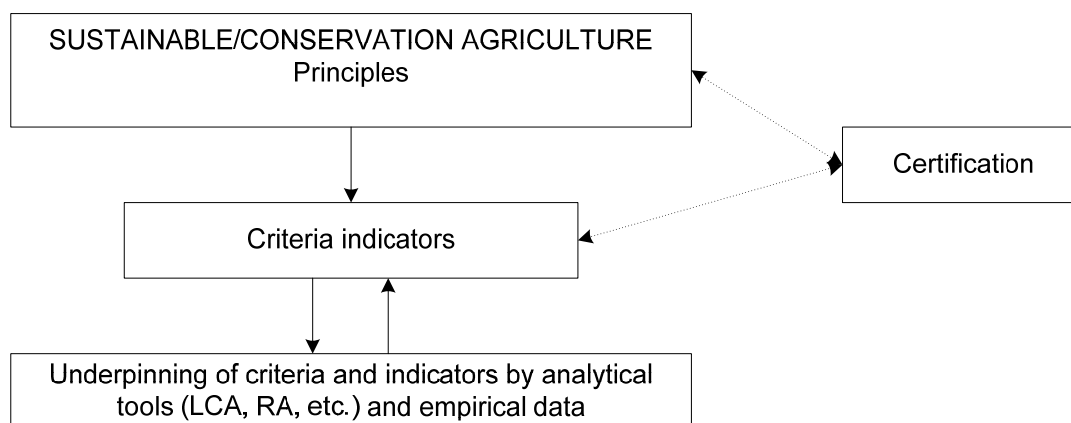 SUSTAINABLE/CONSERVATION AGRICULTURE
Principles
Certification
Criteria indicators
Underpinning of criteria and indicators by analytical
tools (LCA, RA, etc.) and empirical data